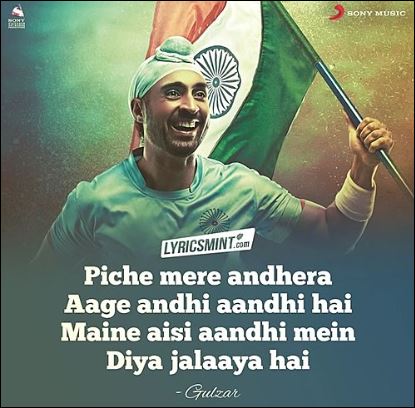 SONY PICTURES
SONY MUSIC
LYRICSMINT.com
Piche mere andhera
Aage andhi aandhi hai
Maine aisi aandhi mein
Diya jalaaya hai
- Gulzar